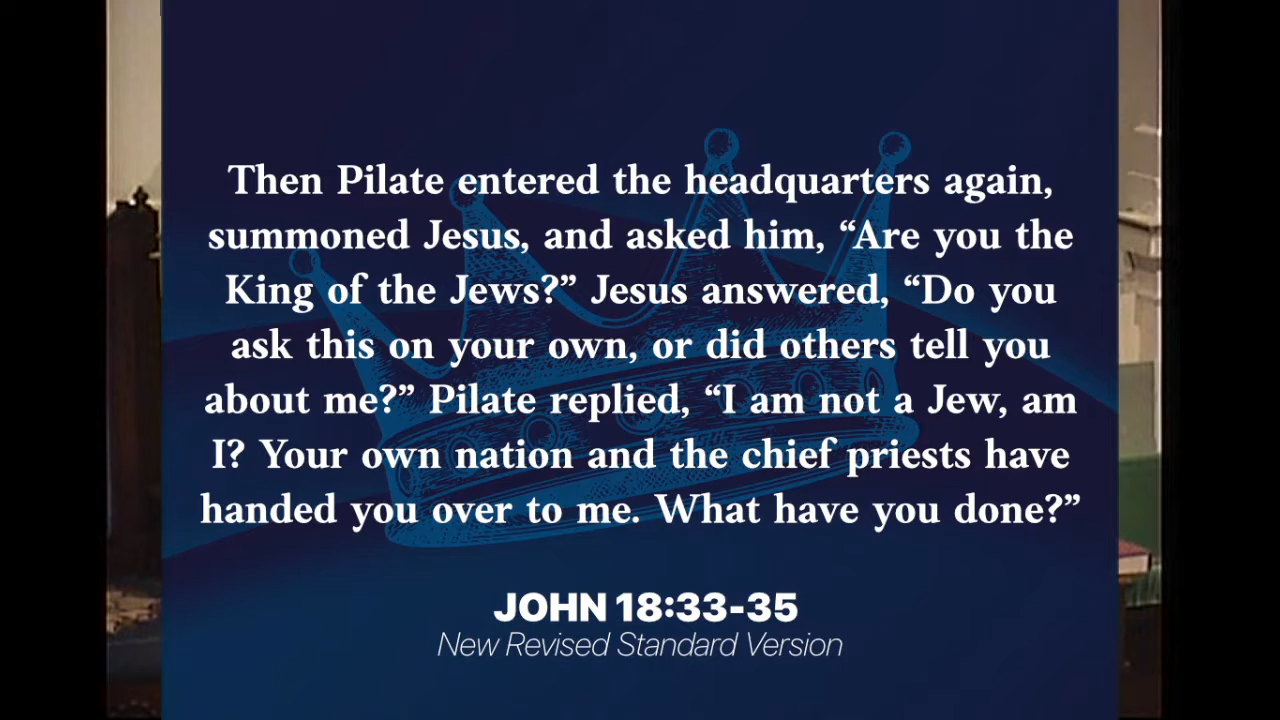 Then Pilate entered the headquarters again,
summoned Jesus, and asked him, “Are you the
King of the Jews?” Jesus answered, “Do you
ask this on your own, or did others tell you
about me?” Pilate replied, “I am not a Jew, am
I? Your own nation and the chief priests have
handed you over to me. What have you done?”
JOHN 18:33-35
New Revised Standard Version